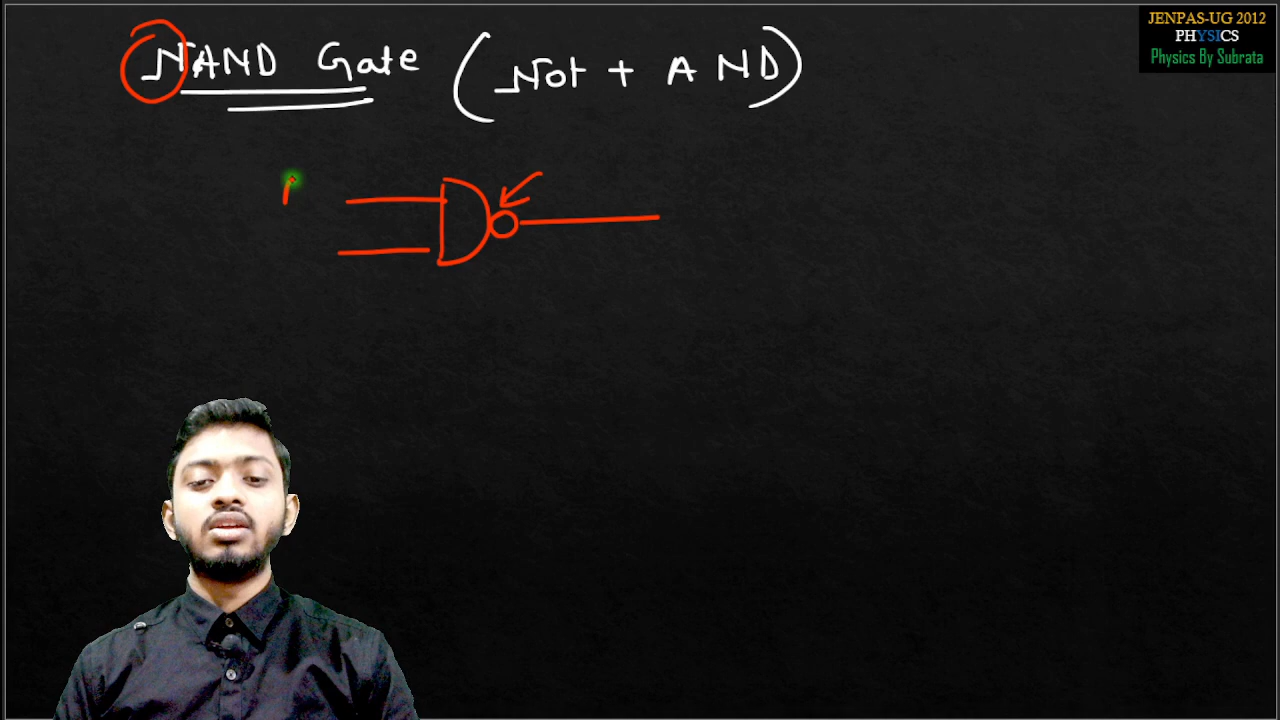 NAND Gate (Not + AND)
JENPAS-UG 2012
PHYSICS
Physics By Subrata